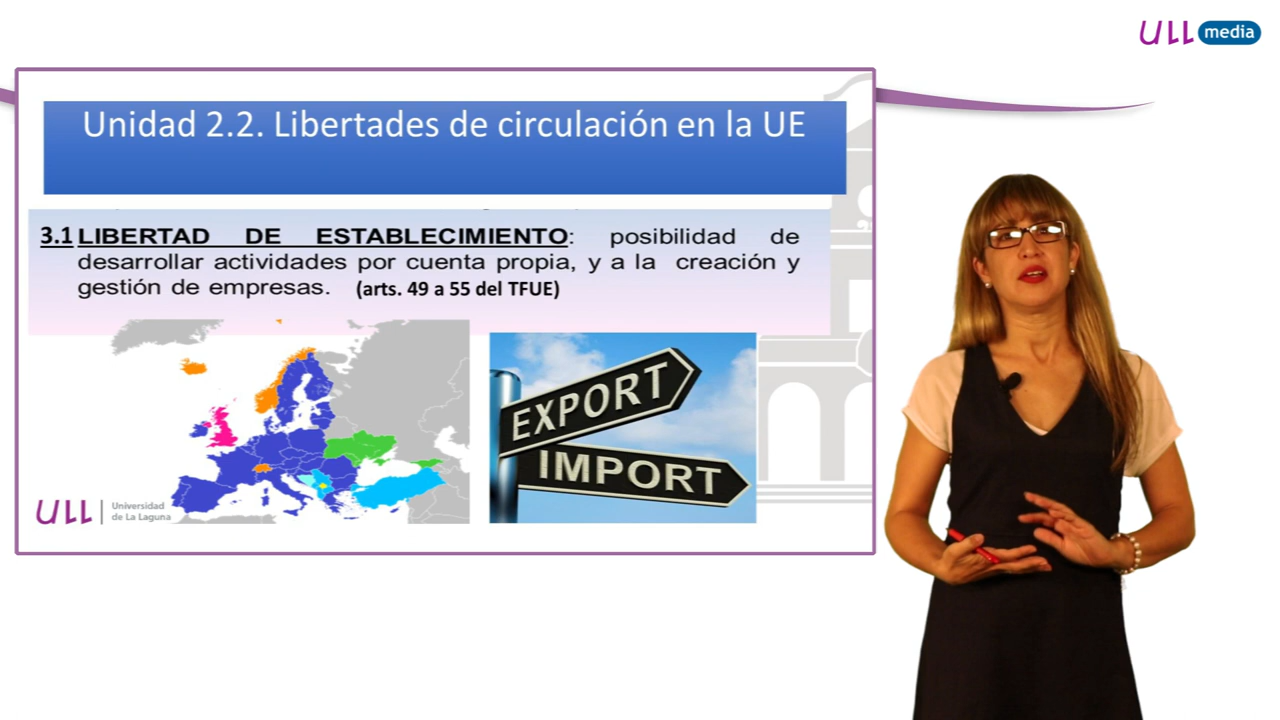 ULL media
Unidad 2.2. Libertades de circulación en la UE
3.1 LIBERTAD DE ESTABLECIMIENTO: posibilidad de
desarrollar actividades por cuenta propia, y a la creación y
gestión de empresas. (arts. 49 a 55 del TFUE)
EXPORT
IMPORT
ULL
Universidad
de La Laguna